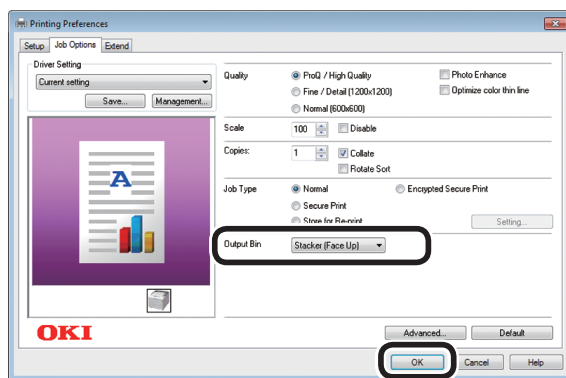 Printing Preferences
Setup Job Options Extend
Driver Setting
Current setting
Save... Management...
A
OKI
Quality ProQ / High Quality Photo Enhance
Fine / Detail (1200x1200) Optimize color thin line
Normal (600x600)
Scale 100 Disable
Copies: 1 Collate
Rotate Sort
Job Type Normal Encrypted Secure Print
Secure Print
Store for Re-print Setting...
Output Bin Stacker (Face Up)
Advanced... Default
OK Cancel Help